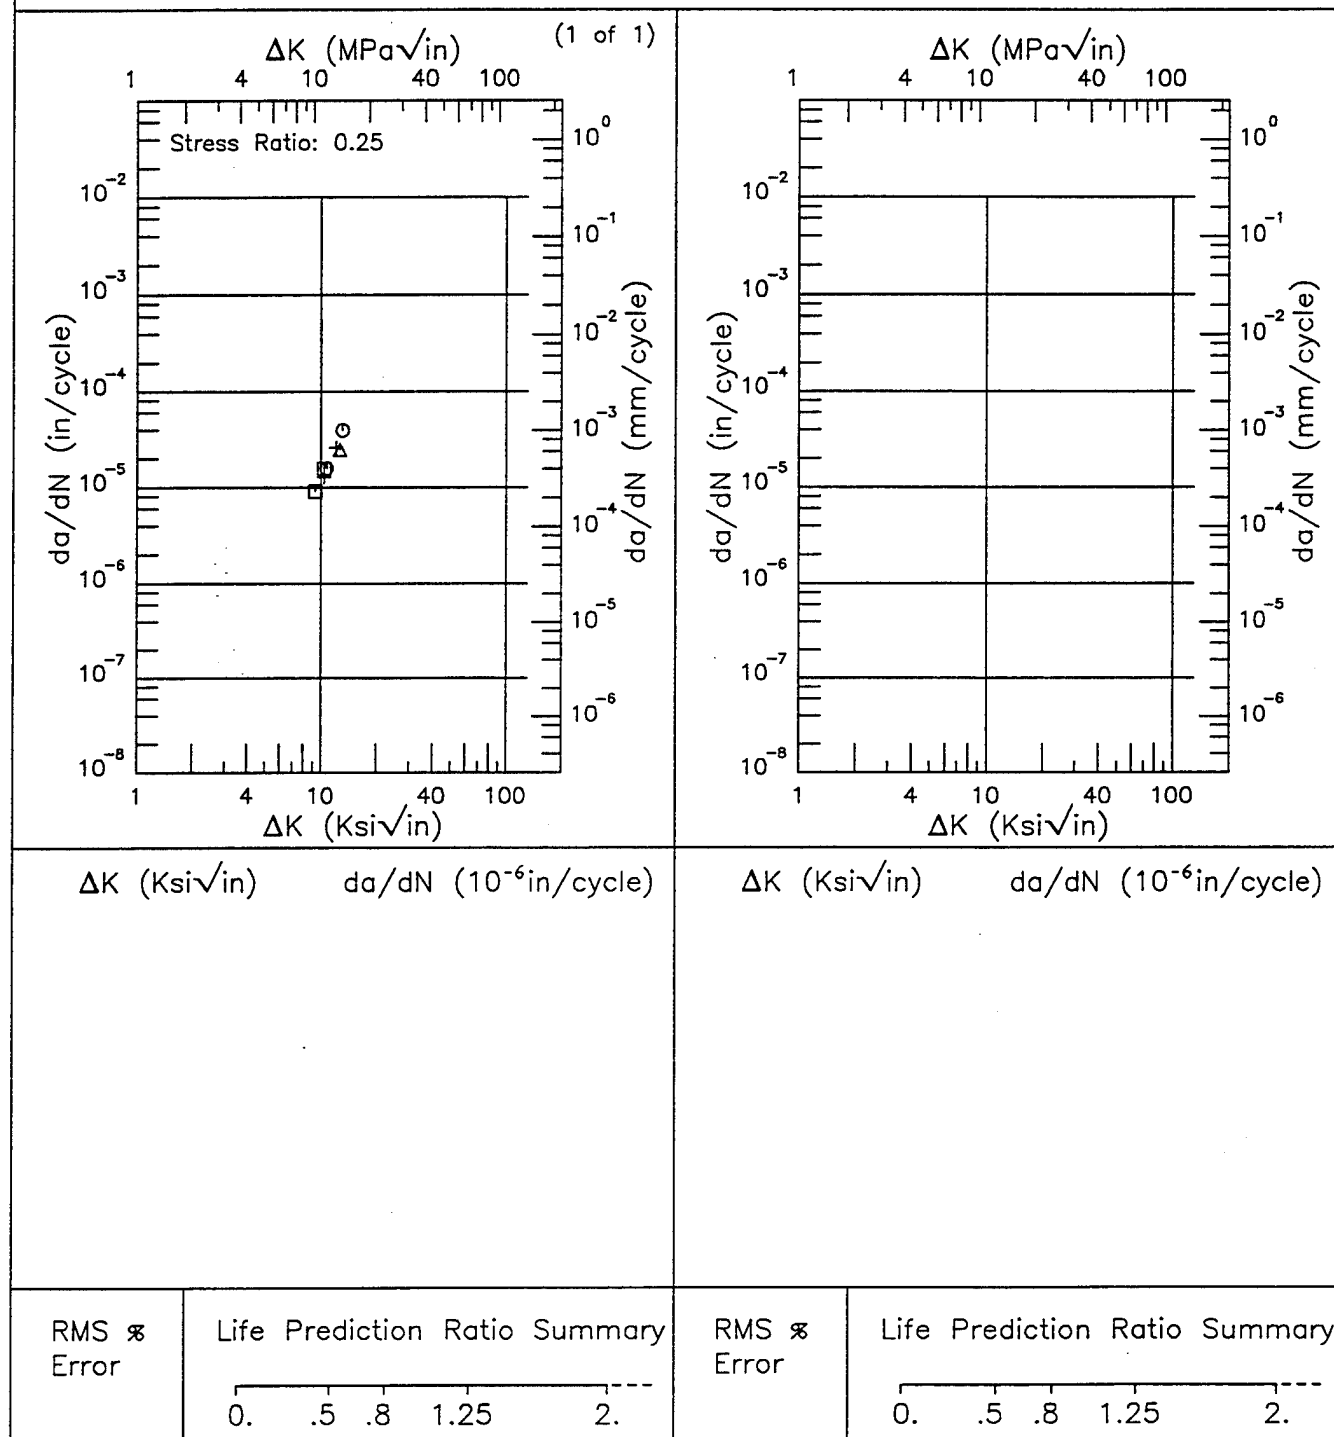 (1 of 1)
ΔK (MPa√in)
1 4 10 40 100
Stress Ratio: 0.25
da/dN (in/cycle)
10⁻²
10⁻³
10⁻⁴
10⁻⁵
10⁻⁶
10⁻⁷
10⁻⁸
10⁰
10⁻¹
10⁻²
10⁻³
10⁻⁴
10⁻⁵
10⁻⁶
da/dN (mm/cycle)
1 4 10 40 100
ΔK (Ksi√in)
ΔK (MPa√in)
1 4 10 40 100
da/dN (in/cycle)
10⁻²
10⁻³
10⁻⁴
10⁻⁵
10⁻⁶
10⁻⁷
10⁻⁸
10⁰
10⁻¹
10⁻²
10⁻³
10⁻⁴
10⁻⁵
10⁻⁶
da/dN (mm/cycle)
1 4 10 40 100
ΔK (Ksi√in)
ΔK (Ksi√in) da/dN (10⁻⁶in/cycle)
ΔK (Ksi√in) da/dN (10⁻⁶in/cycle)
RMS %
Error
Life Prediction Ratio Summary
0. .5 .8 1.25 2.
RMS %
Error
Life Prediction Ratio Summary
0. .5 .8 1.25 2.